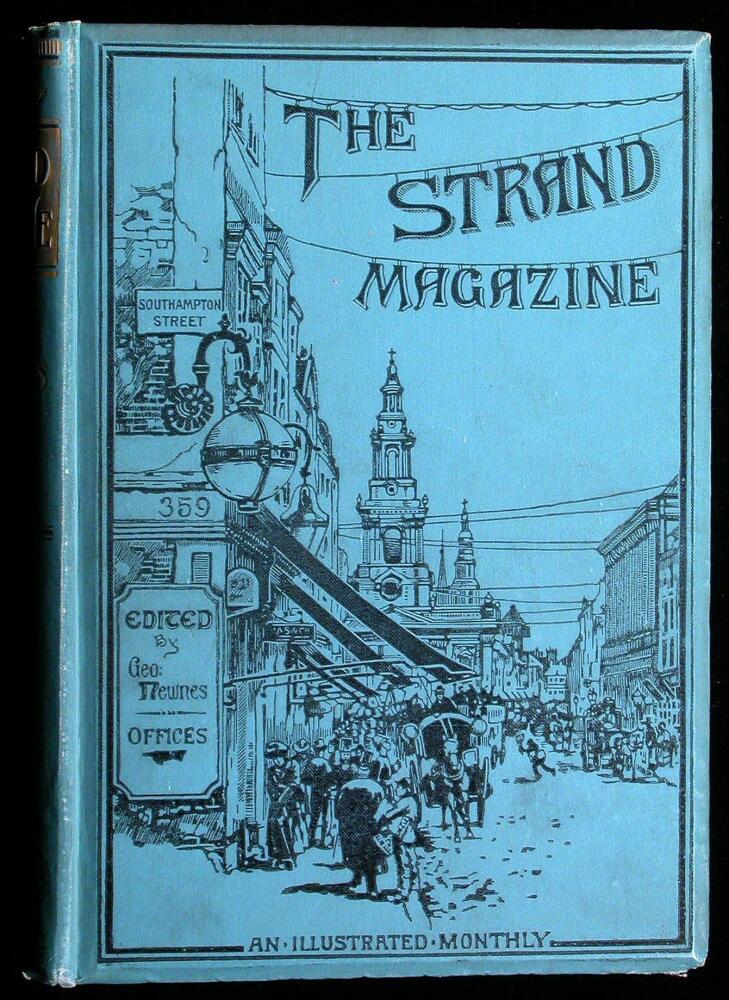 THE
STRAND
MAGAZINE
SOUTHAMPTON
STREET
359
EDITED
By
Geo:
Newnes
OFFICES
AN·ILLUSTRATED·MONTHLY